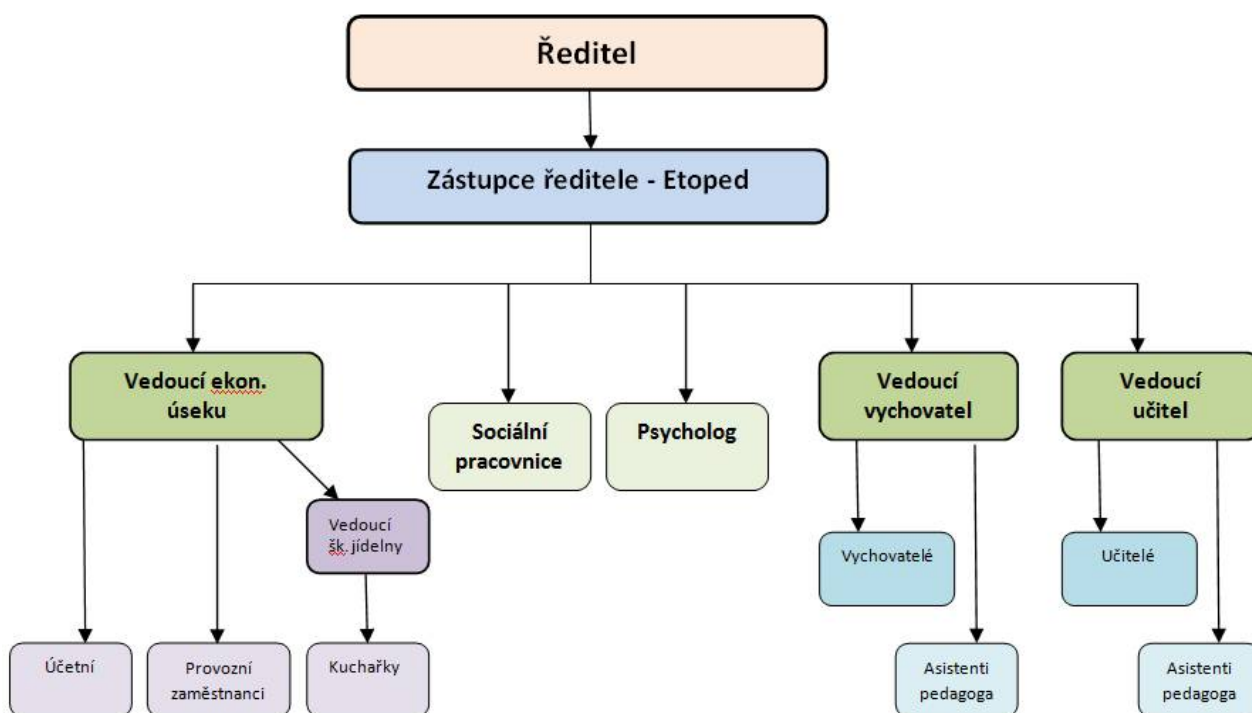 Ředitel
Zástupce ředitele - Etoped
Vedoucí ekon.
úseku
Sociální
pracovnice
Psycholog
Vedoucí
vychovatel
Vedoucí
učitel
Vedoucí
šk. jídelny
Vychovatelé
Učitelé
Účetní
Provozní
zaměstnanci
Kuchařky
Asistenti
pedagoga
Asistenti
pedagoga